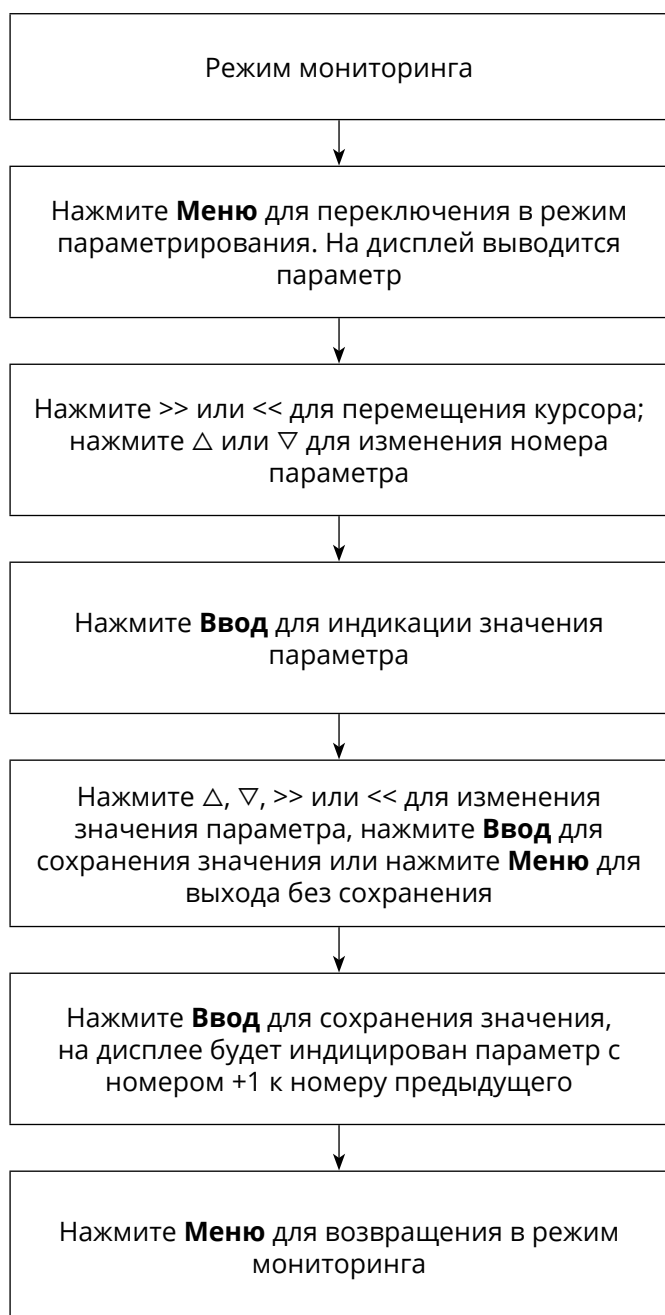 Режим мониторинга
Нажмите Меню для переключения в режим
параметрирования. На дисплей выводится
параметр
Нажмите >> или << для перемещения курсора;
нажмите △ или ▽ для изменения номера
параметра
Нажмите Ввод для индикации значения
параметра
Нажмите △, ▽, >> или << для изменения
значения параметра, нажмите Ввод для
сохранения значения или нажмите Меню для
выхода без сохранения
Нажмите Ввод для сохранения значения,
на дисплее будет индицирован параметр с
номером +1 к номеру предыдущего
Нажмите Меню для возвращения в режим
мониторинга